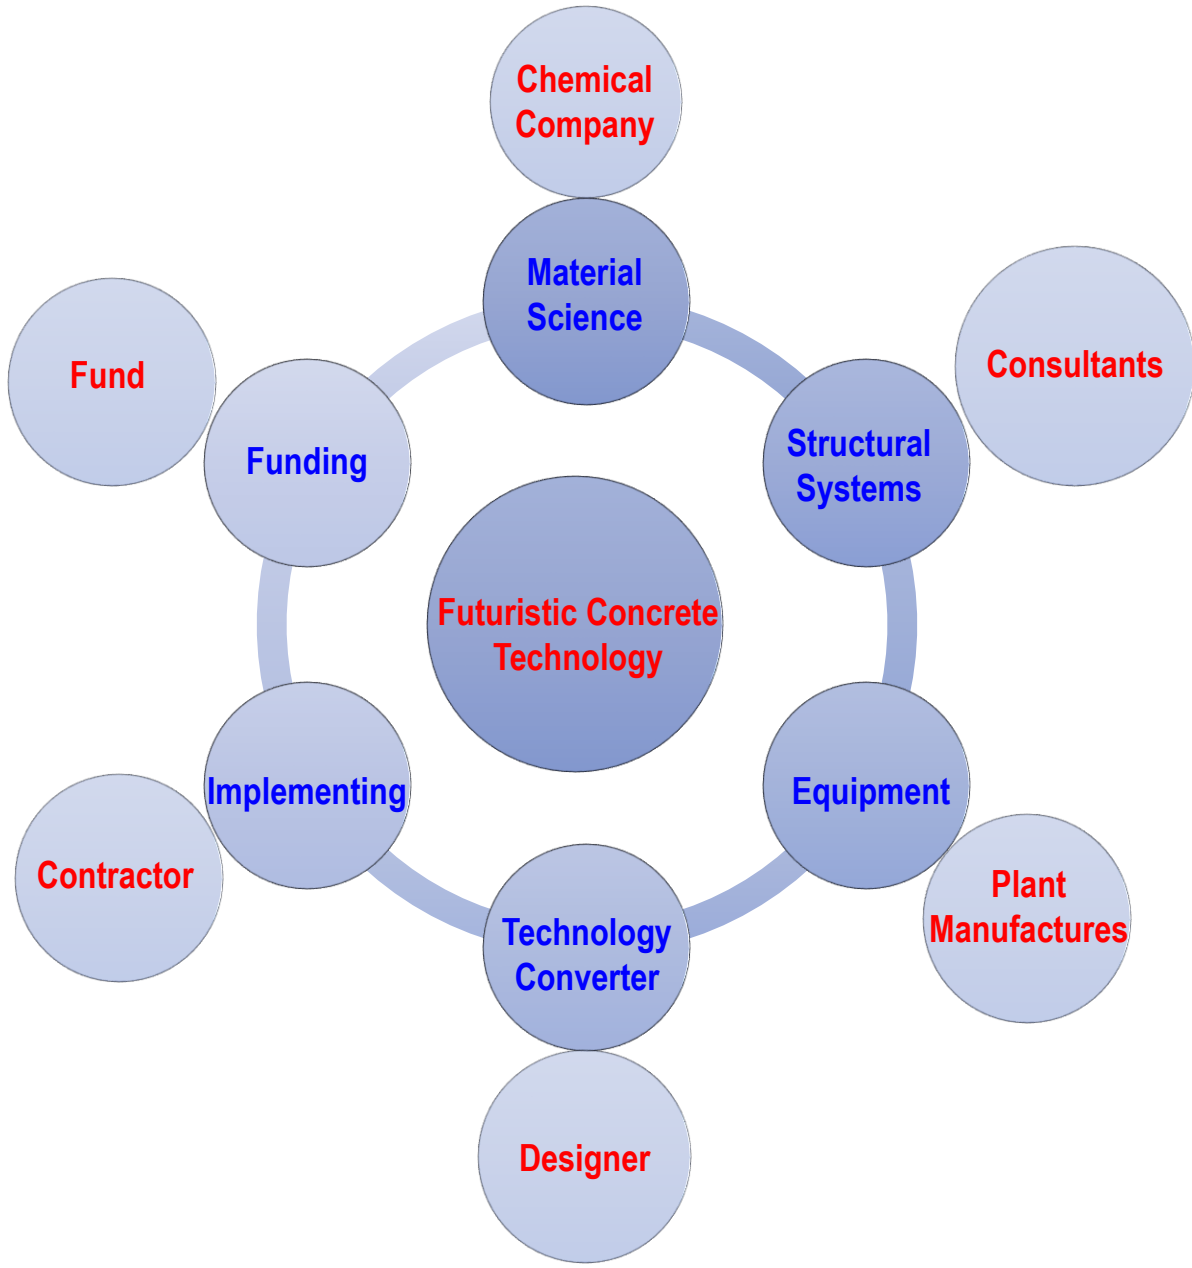 Chemical
Company
Material
Science
Consultants
Fund
Structural
Systems
Funding
Futuristic Concrete
Technology
Implementing
Equipment
Contractor
Plant
Manufactures
Technology
Converter
Designer